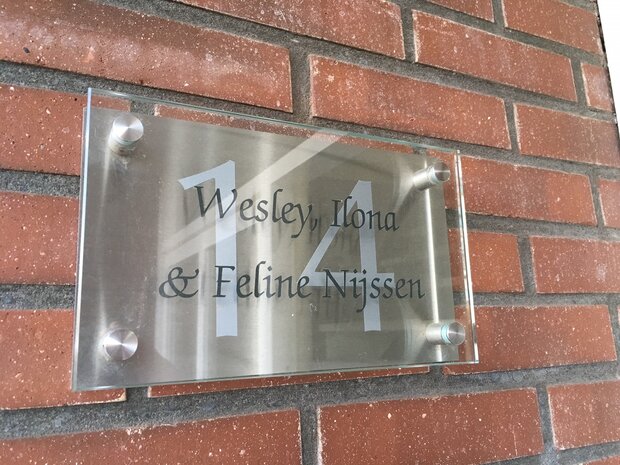 14
Wesley, Ilona
& Feline Nijssen